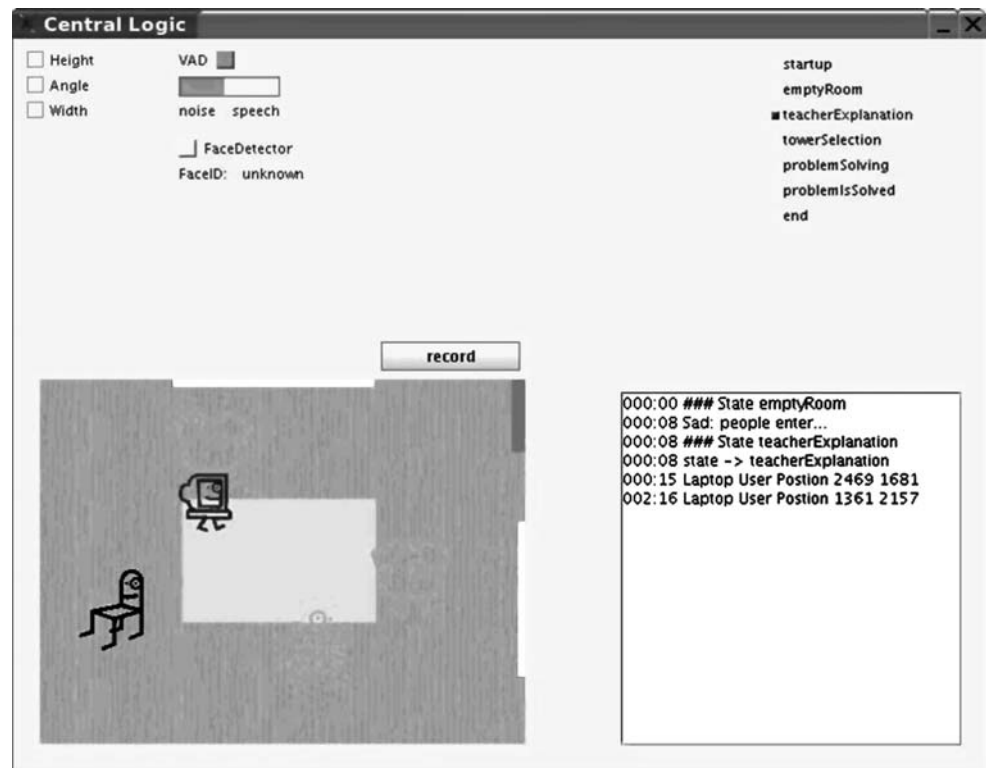 Central Logic
Height
Angle
Width
VAD
noise speech
FaceDetector
FaceID: unknown
startup
emptyRoom
teacherExplanation
towerSelection
problemSolving
problemIsSolved
end
record
000:00 ### State emptyRoom
000:08 Sad: people enter...
000:08 ### State teacherExplanation
000:08 state -> teacherExplanation
000:15 Laptop User Postion 2469 1681
002:16 Laptop User Postion 1361 2157